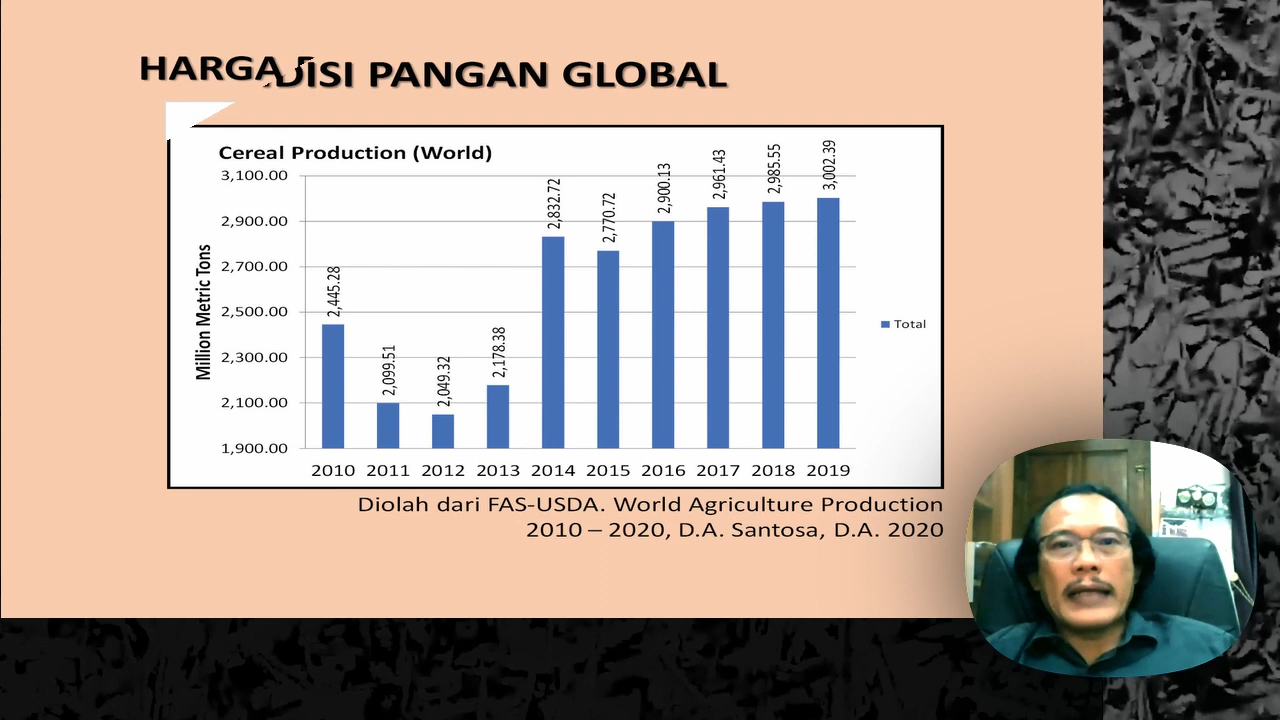 HARGA DISI PANGAN GLOBAL
Cereal Production (World)
Million Metric Tons
3,100.00
2,900.00
2,700.00
2,500.00
2,300.00
2,100.00
1,900.00
2,445.28
2,099.51
2,049.32
2,178.38
2,832.72
2,770.72
2,900.13
2,961.43
2,985.55
3,002.39
2010 2011 2012 2013 2014 2015 2016 2017 2018 2019
Total
Diolah dari FAS-USDA. World Agriculture Production
2010 – 2020, D.A. Santosa, D.A. 2020